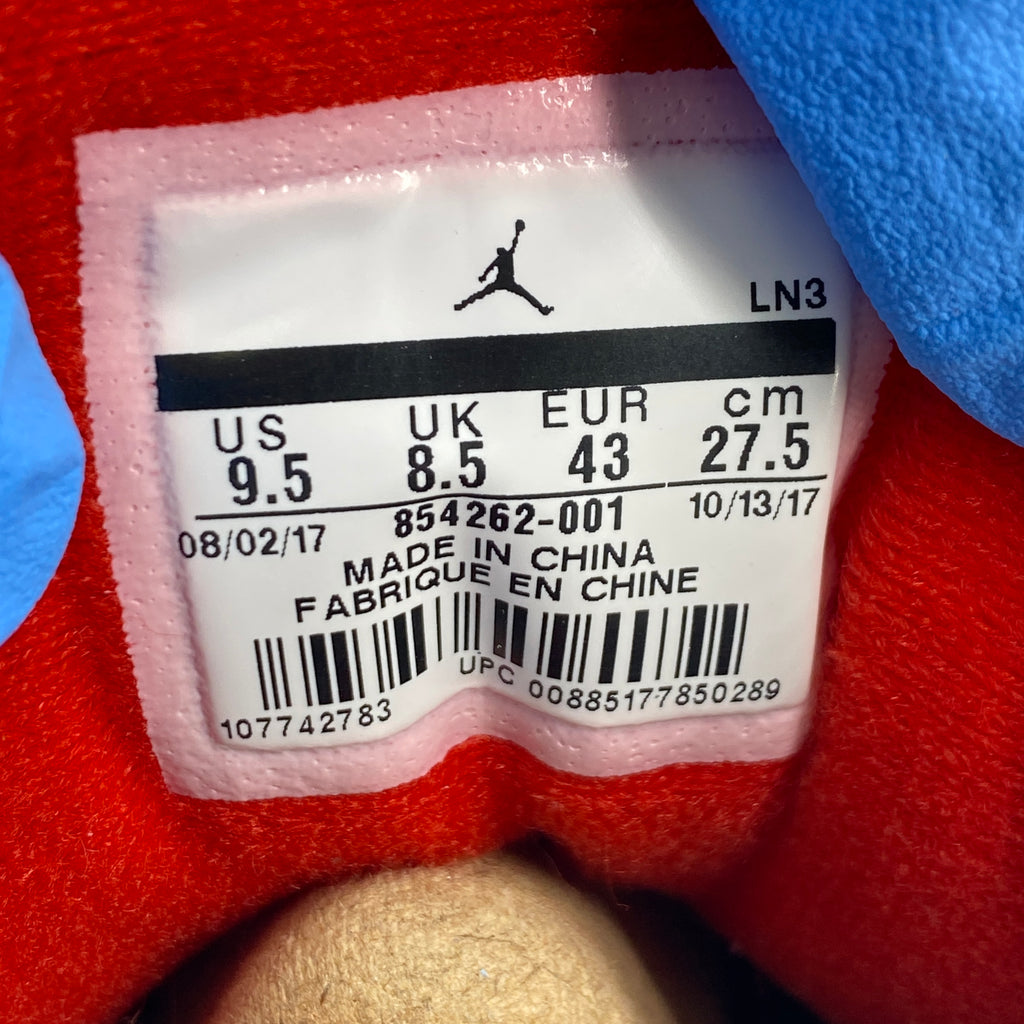 LN3
US UK EUR cm
9.5 8.5 43 27.5
08/02/17 854262-001 10/13/17
MADE IN CHINA
FABRIQUE EN CHINE
UPC
107742783 00885177850289